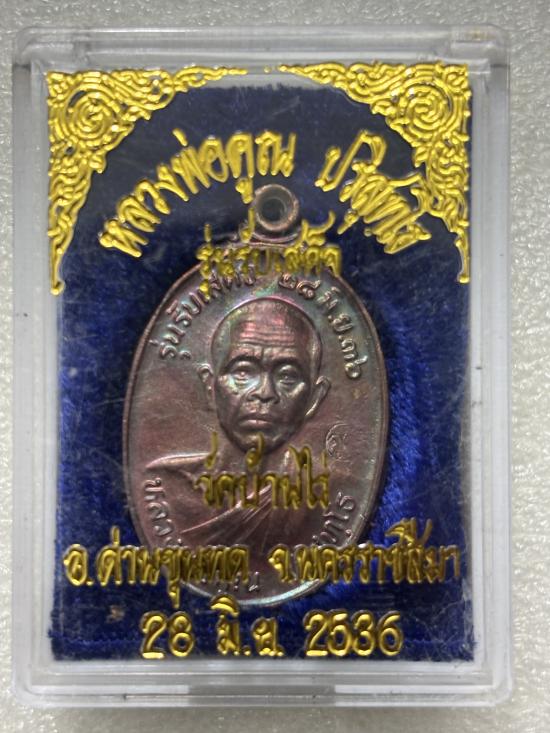 หลวงพ่อคูณ ปริสุทโธ
รุ่นรับเสด็จ
รุ่นรับเสด็จ ๒๘ มิ.ย. ๓๖
วัดบ้านไร่
อ.ด่านขุนทด จ.นครราชสีมา
28 มิ.ย. 2536